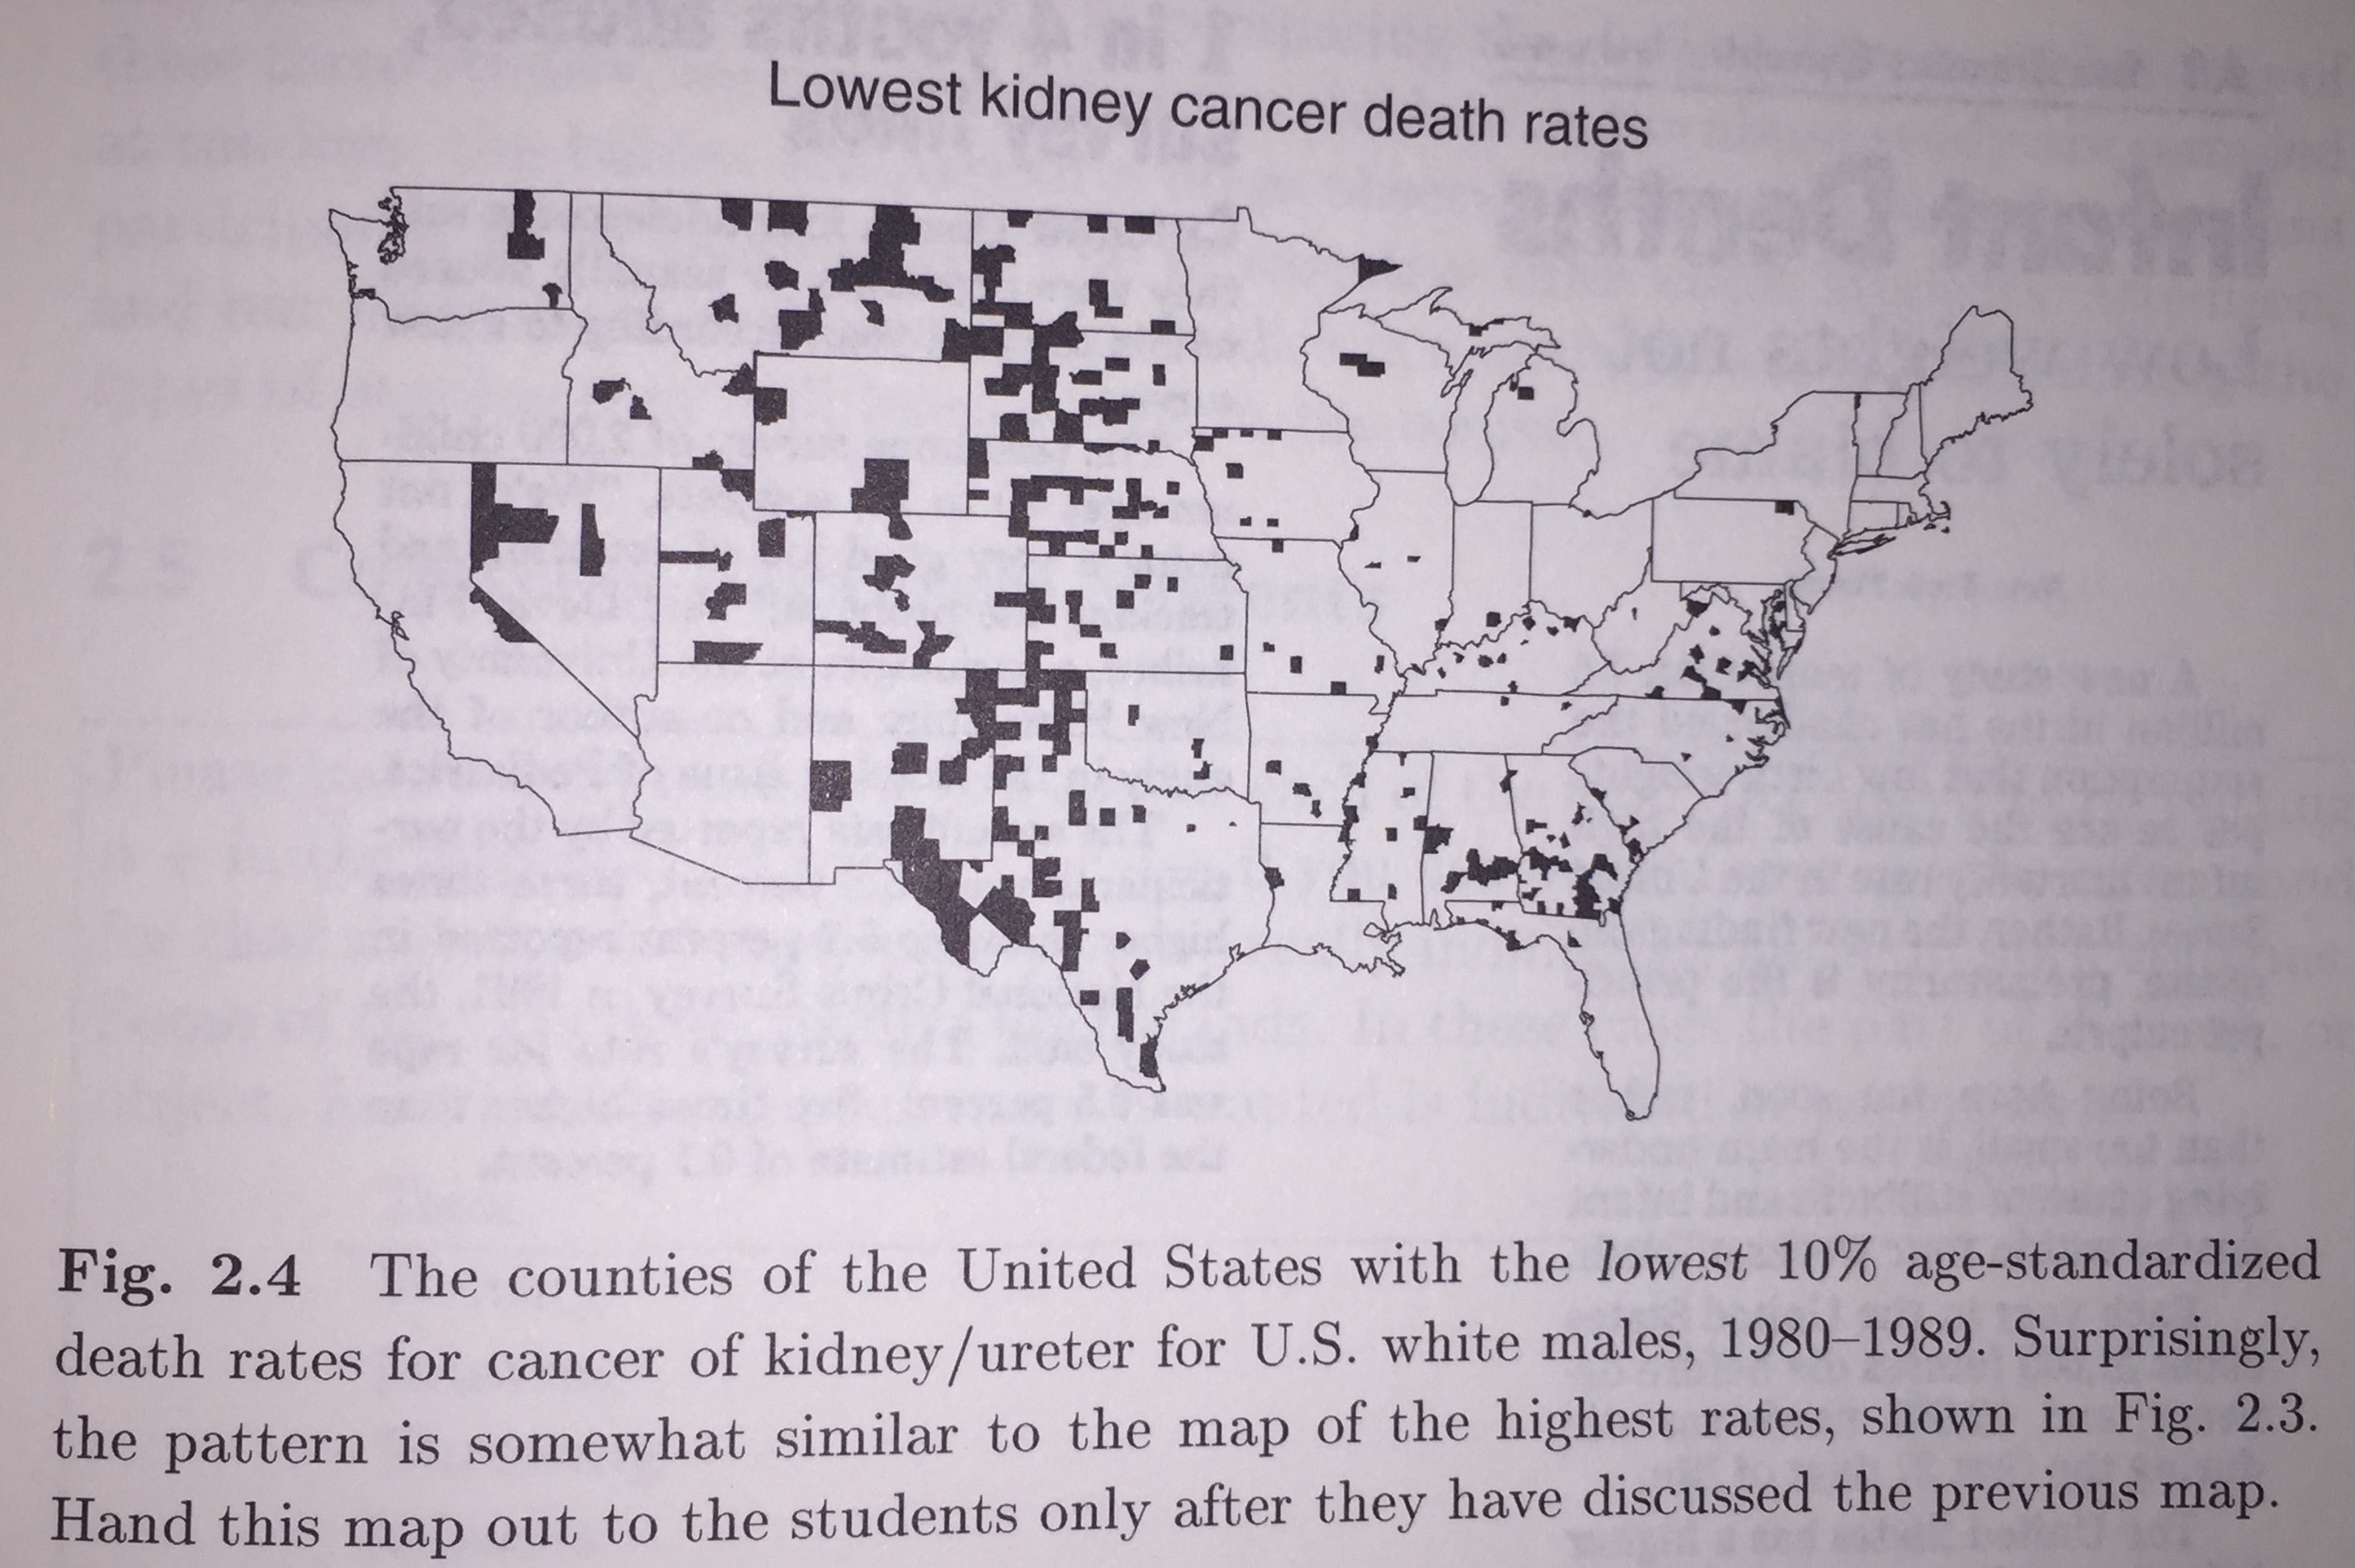 Lowest kidney cancer death rates
Fig. 2.4 The counties of the United States with the lowest 10% age-standardized
death rates for cancer of kidney/ureter for U.S. white males, 1980–1989. Surprisingly,
the pattern is somewhat similar to the map of the highest rates, shown in Fig. 2.3.
Hand this map out to the students only after they have discussed the previous map.